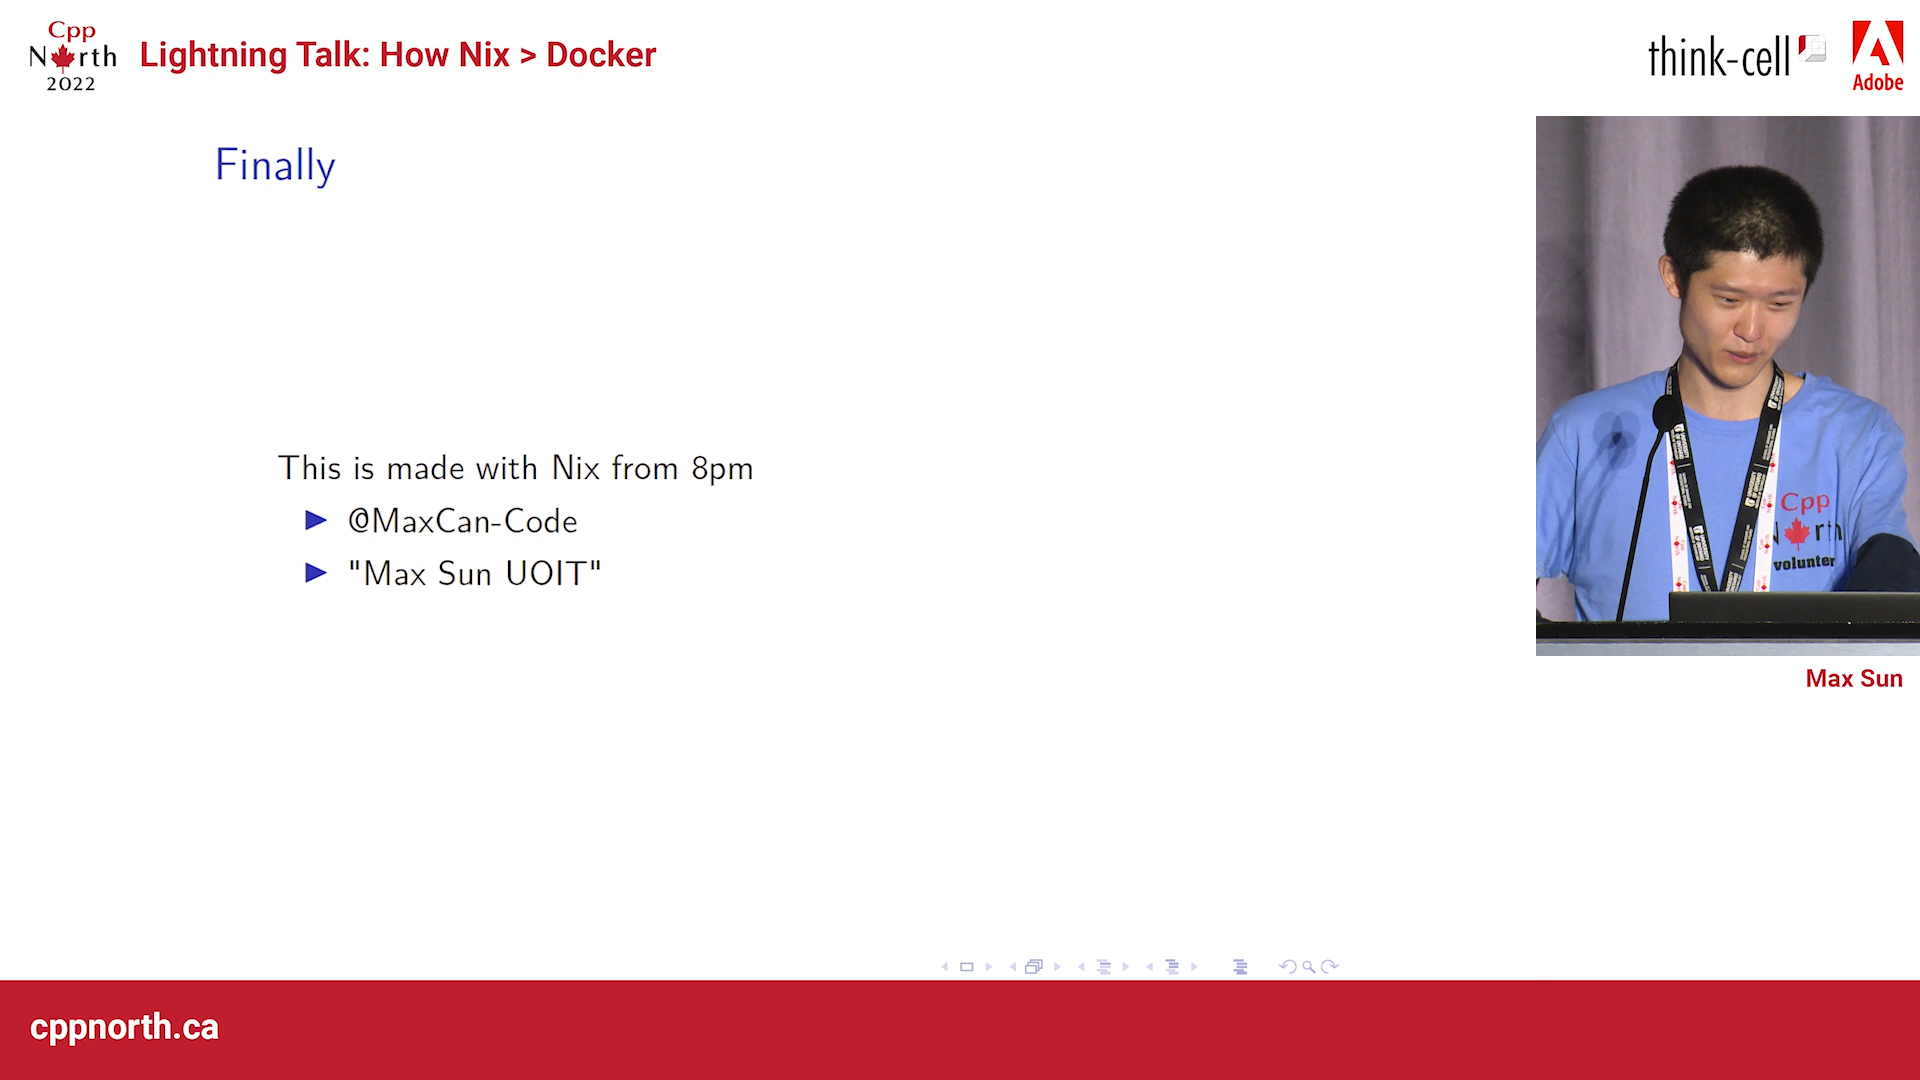 Cpp
North
2022
Lightning Talk: How Nix > Docker
think-cell
Adobe
Finally
This is made with Nix from 8pm
@MaxCan-Code
"Max Sun UOIT"
Cpp
North
volunteer
Max Sun
cppnorth.ca